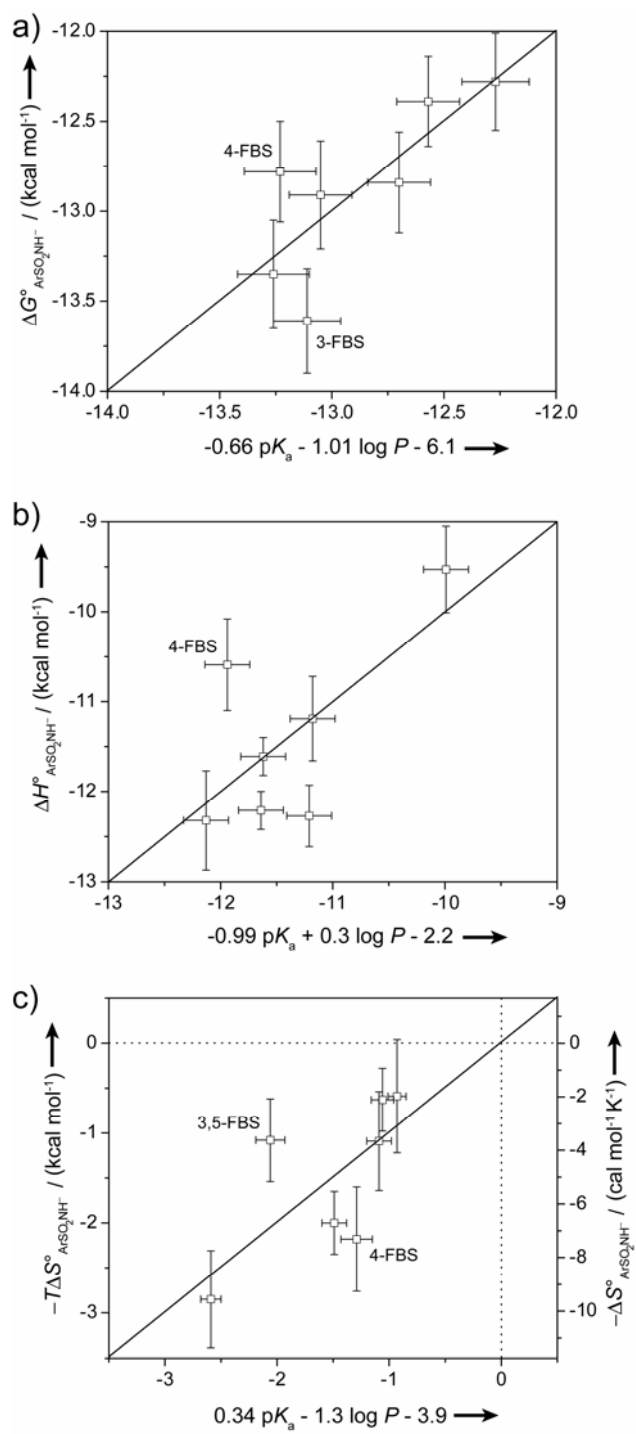 a)
-12.0
-12.5
-13.0
-13.5
-14.0
4-FBS
3-FBS
ΔG°ArSO₂NH⁻ / (kcal mol⁻¹)
-14.0 -13.5 -13.0 -12.5 -12.0
-0.66 pKₐ - 1.01 log P - 6.1
b)
-9
-10
-11
-12
-13
4-FBS
ΔH°ArSO₂NH⁻ / (kcal mol⁻¹)
-13 -12 -11 -10 -9
-0.99 pKₐ + 0.3 log P - 2.2
c)
0
-1
-2
-3
3,5-FBS
4-FBS
–TΔS°ArSO₂NH⁻ / (kcal mol⁻¹)
0
-2
-4
-6
-8
-10
–ΔS°ArSO₂NH⁻ / (cal mol⁻¹ K⁻¹)
-3 -2 -1 0
0.34 pKₐ - 1.3 log P - 3.9